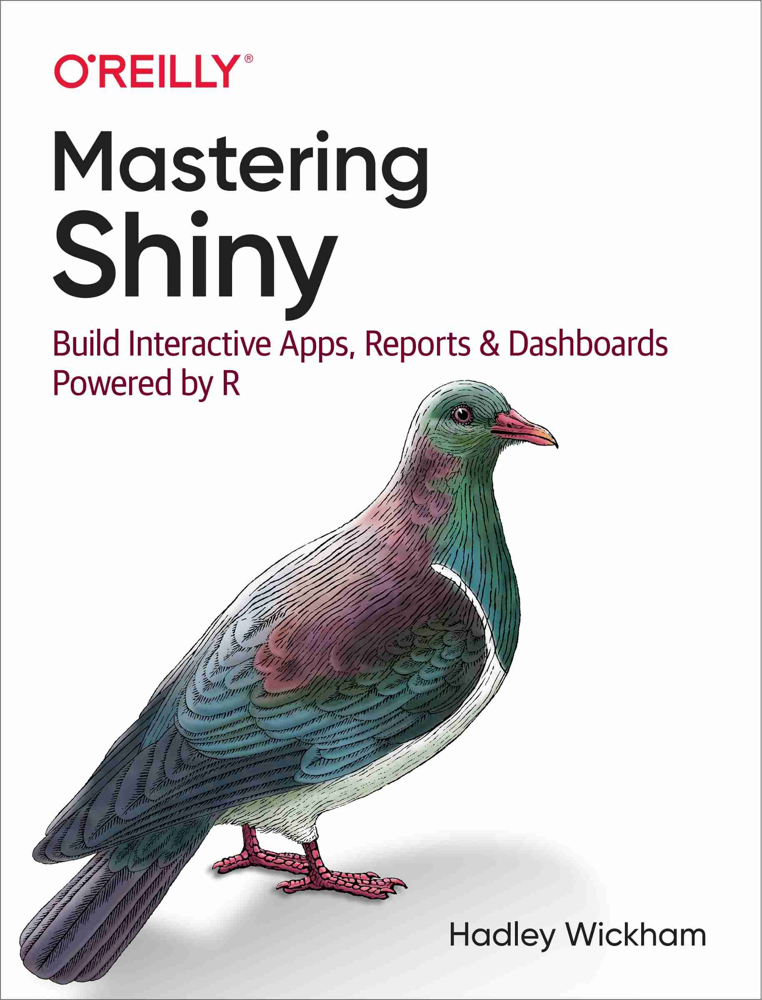 O'REILLY®
Mastering
Shiny
Build Interactive Apps, Reports & Dashboards
Powered by R
Hadley Wickham